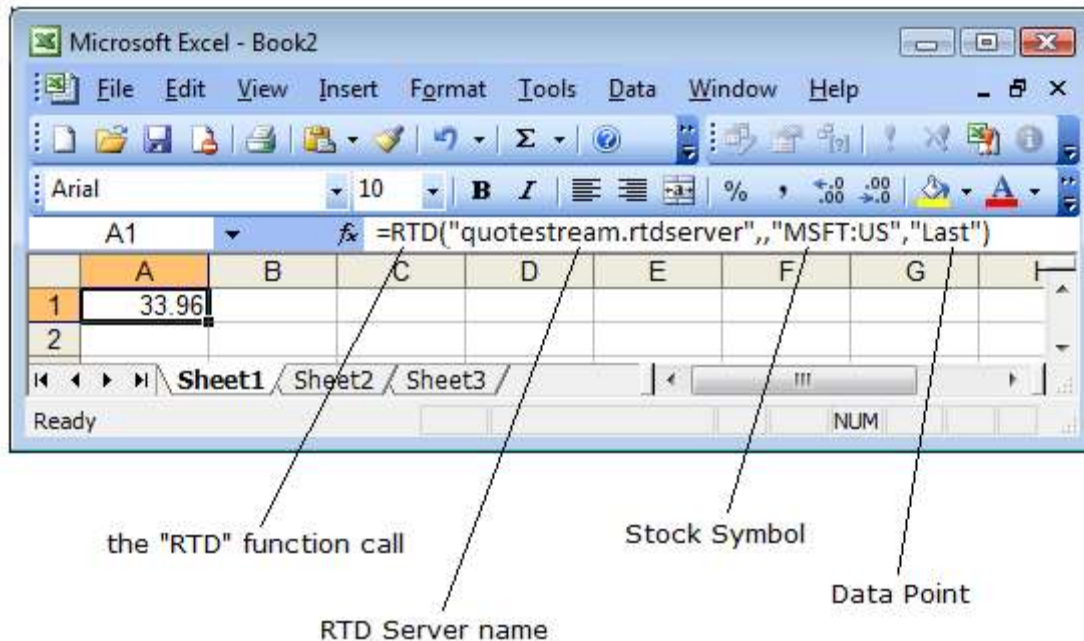 Microsoft Excel - Book2
File Edit View Insert Format Tools Data Window Help
Arial 10 B I % , .00 .00 A
A1 fx =RTD("quotestream.rtdserver",,"MSFT:US","Last")
A B C D E F G
1 33.96
2
Sheet1 Sheet2 Sheet3
Ready NUM
the "RTD" function call
Stock Symbol
Data Point
RTD Server name